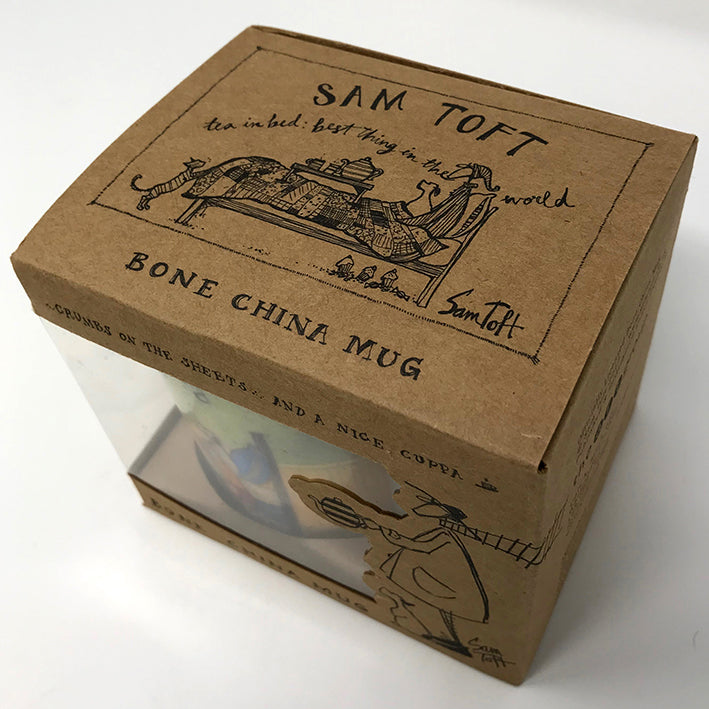 SAM TOFT
tea in bed: best thing in the world
BONE CHINA MUG
Sam Toft
...CRUMBS ON THE SHEETS... AND A NICE CUPPA
BONE CHINA MUG
Sam
Toft